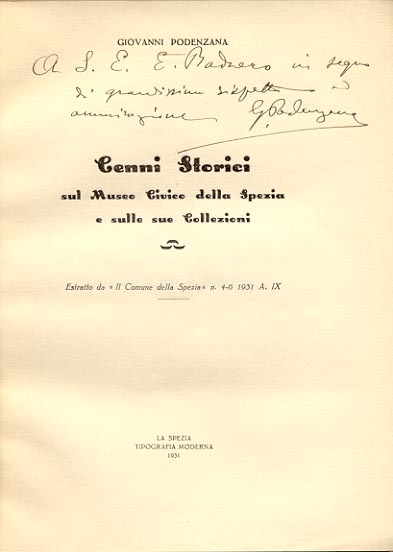 GIOVANNI PODENZANA
A S. E. E. in segno
di grandissimo rispetto ed
ammirazione G. Podenzana
Cenni Storici
sul Museo Civico della Spezia
e sulle sue Collezioni
Estratto da « Il Comune della Spezia » n. 4-6 1931 A. IX
LA SPEZIA
TIPOGRAFIA MODERNA
1931